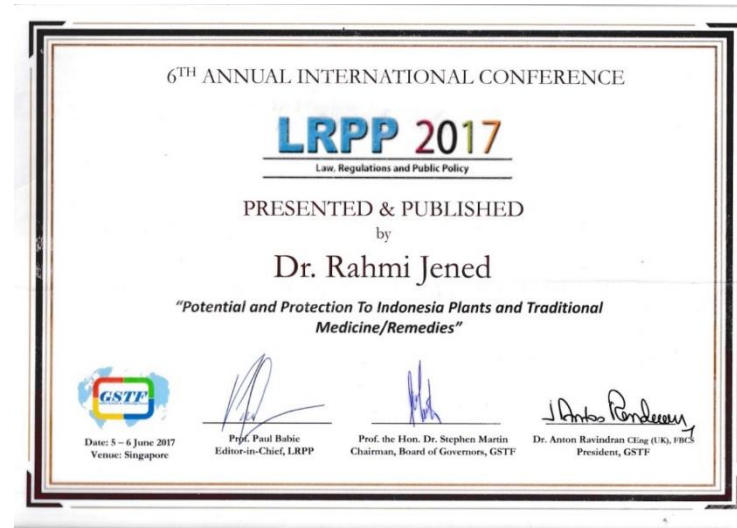 6TH ANNUAL INTERNATIONAL CONFERENCE
LRPP 2017
Law, Regulations and Public Policy
PRESENTED & PUBLISHED
by
Dr. Rahmi Jened
"Potential and Protection To Indonesia Plants and Traditional
Medicine/Remedies"
GSTF
Date: 5 – 6 June 2017
Venue: Singapore
Prof. Paul Babie
Editor-in-Chief, LRPP
Prof. the Hon. Dr. Stephen Martin
Chairman, Board of Governors, GSTF
Dr. Anton Ravindran CEng (UK), FBCS
President, GSTF